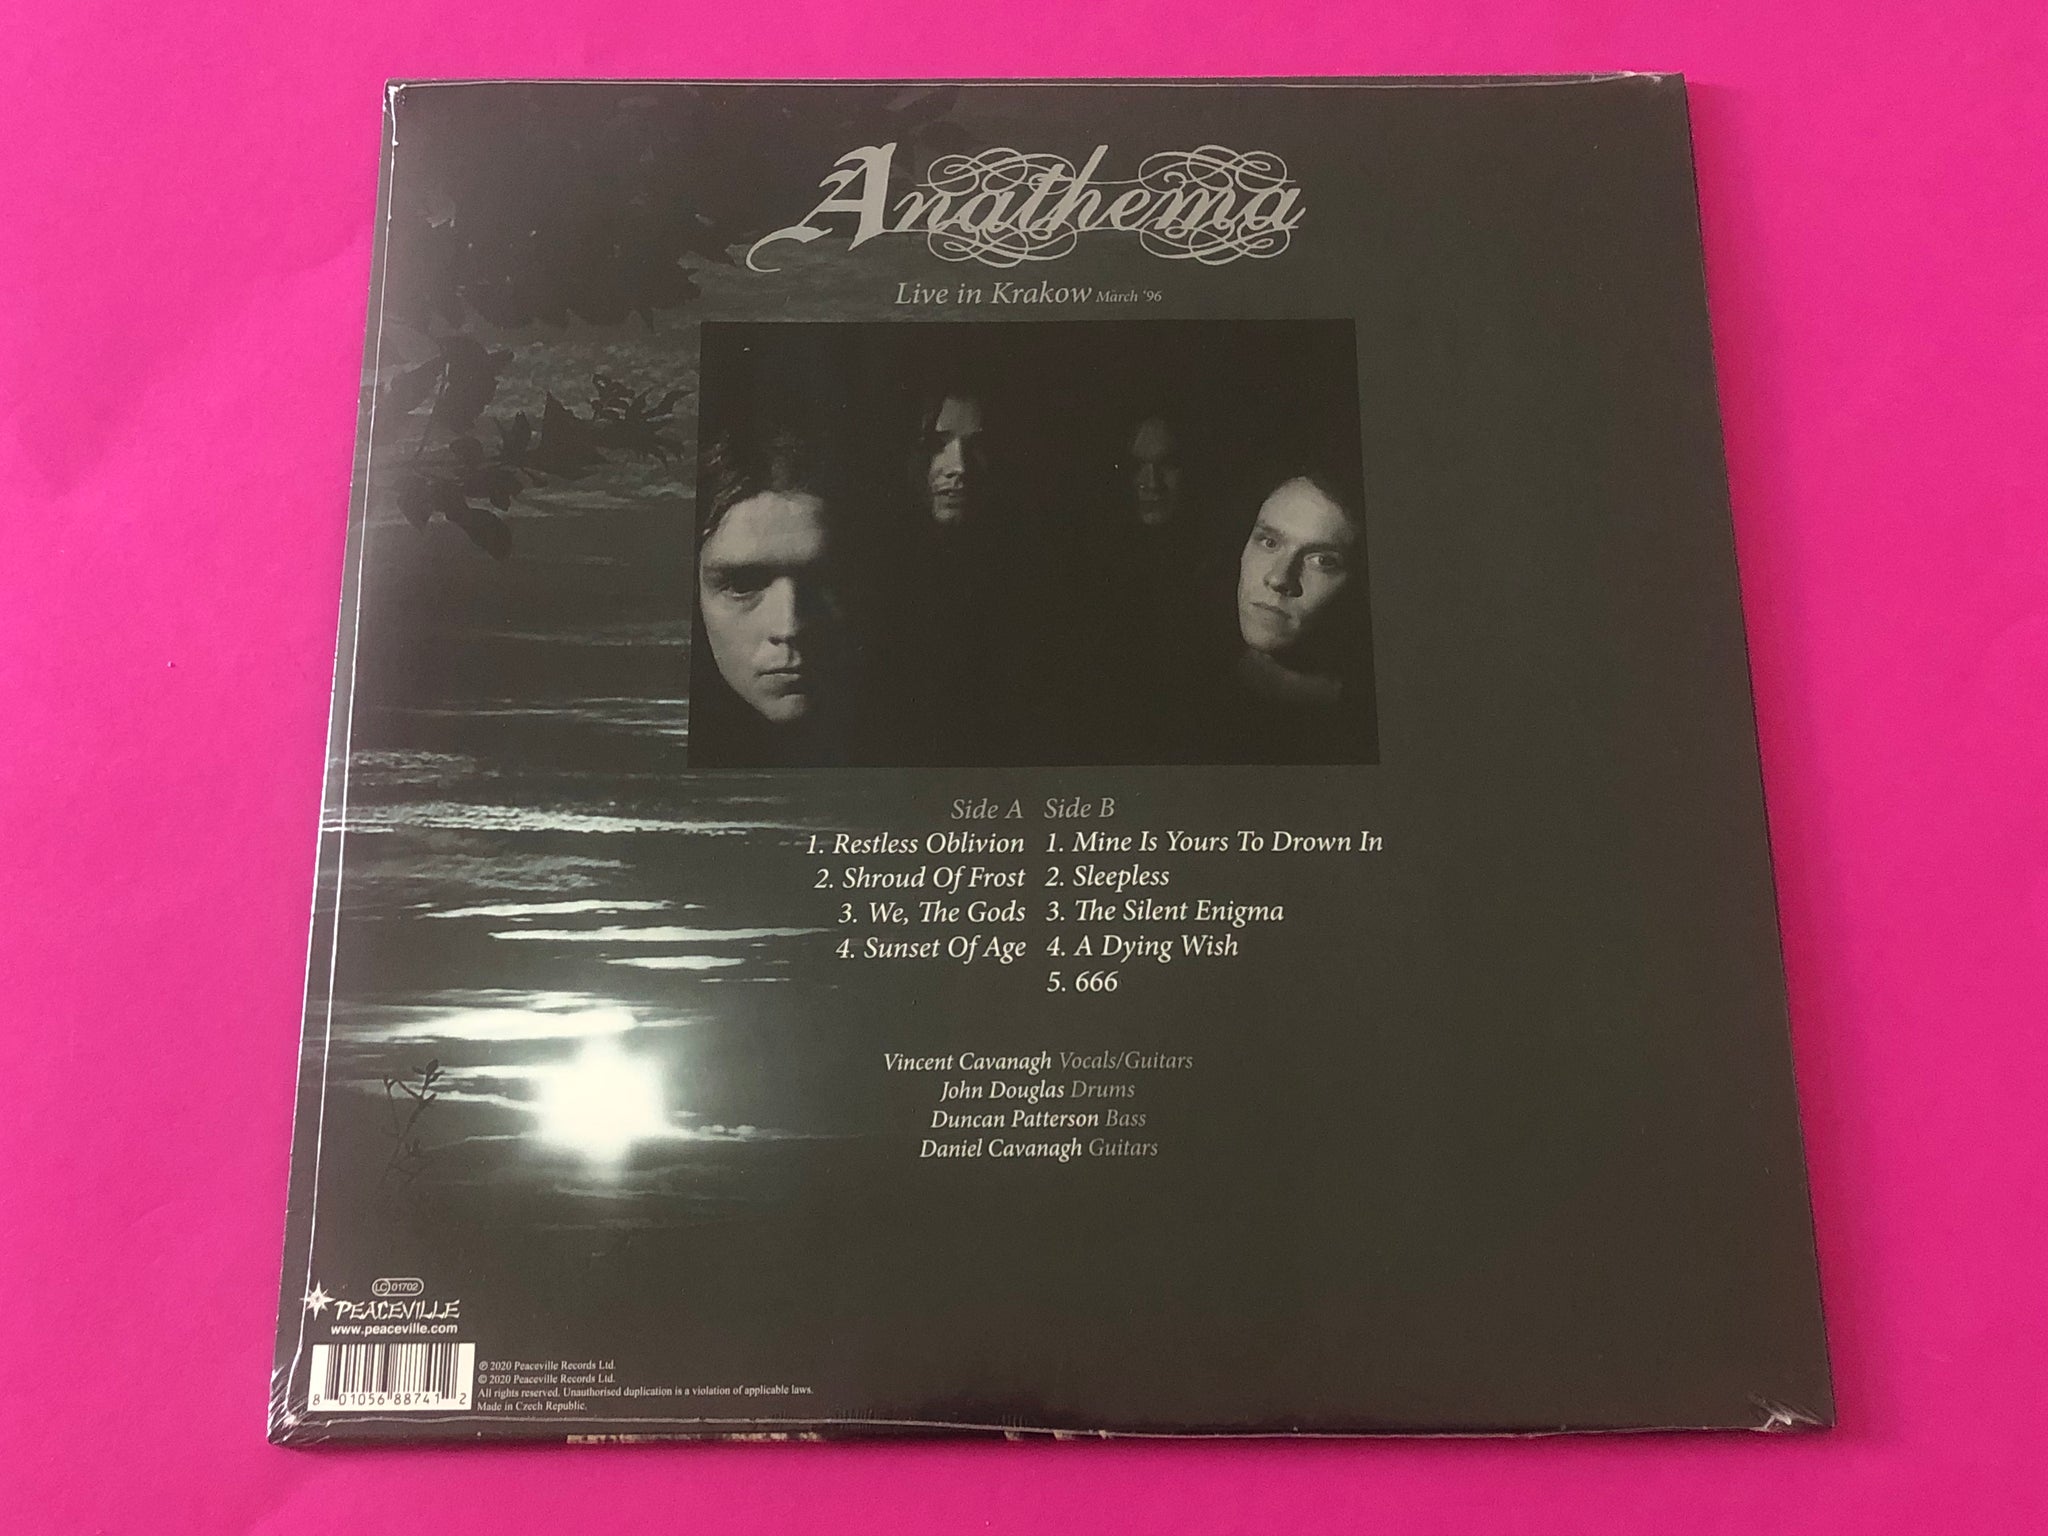 Anathema
Live in Krakow March '96
Side A
1. Restless Oblivion
2. Shroud Of Frost
3. We, The Gods
4. Sunset Of Age
Side B
1. Mine Is Yours To Drown In
2. Sleepless
3. The Silent Enigma
4. A Dying Wish
5. 666
Vincent Cavanagh Vocals/Guitars
John Douglas Drums
Duncan Patterson Bass
Daniel Cavanagh Guitars
LC 01702
PEACEVILLE
www.peaceville.com
8 01056 88741 2
℗ 2020 Peaceville Records Ltd.
© 2020 Peaceville Records Ltd.
All rights reserved. Unauthorised duplication is a violation of applicable laws.
Made in Czech Republic.